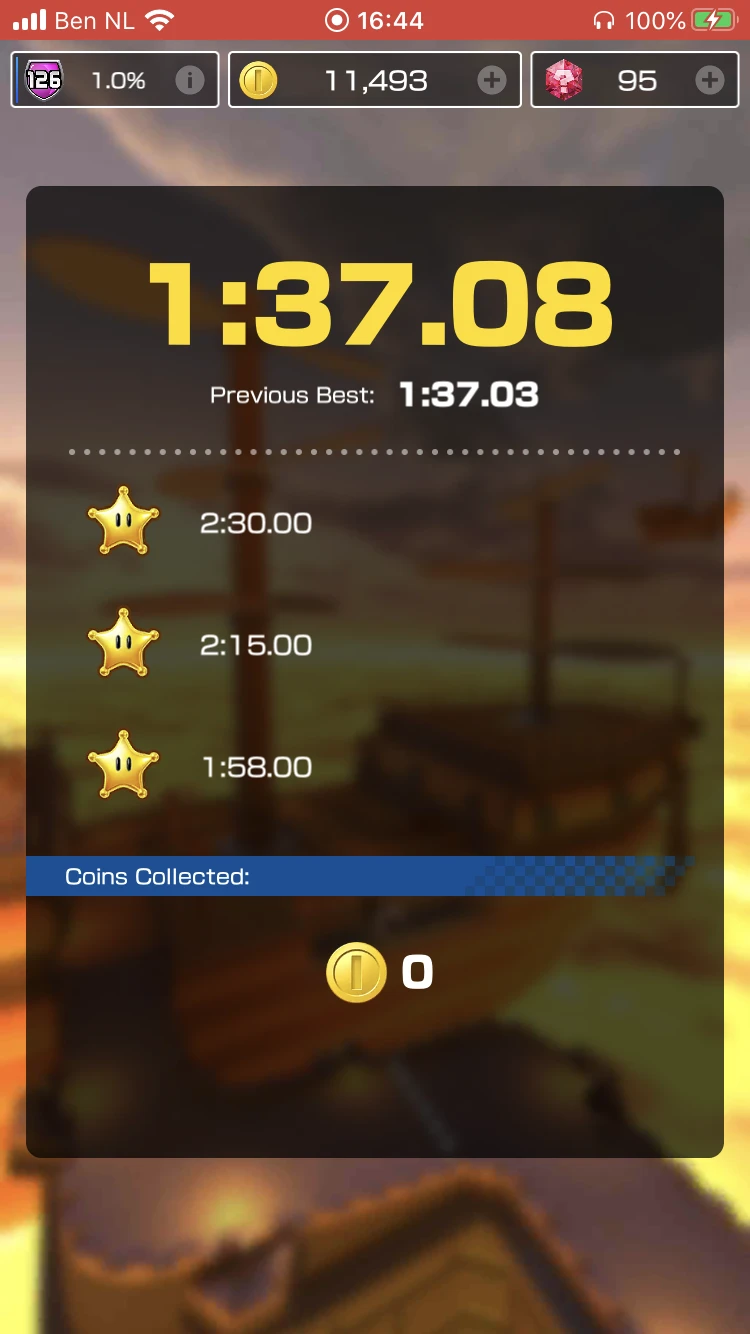 Ben NL 16:44 100%
126 1.0% i 11,493 + 95 +
1:37.08
Previous Best: 1:37.03
2:30.00
2:15.00
1:58.00
Coins Collected:
0